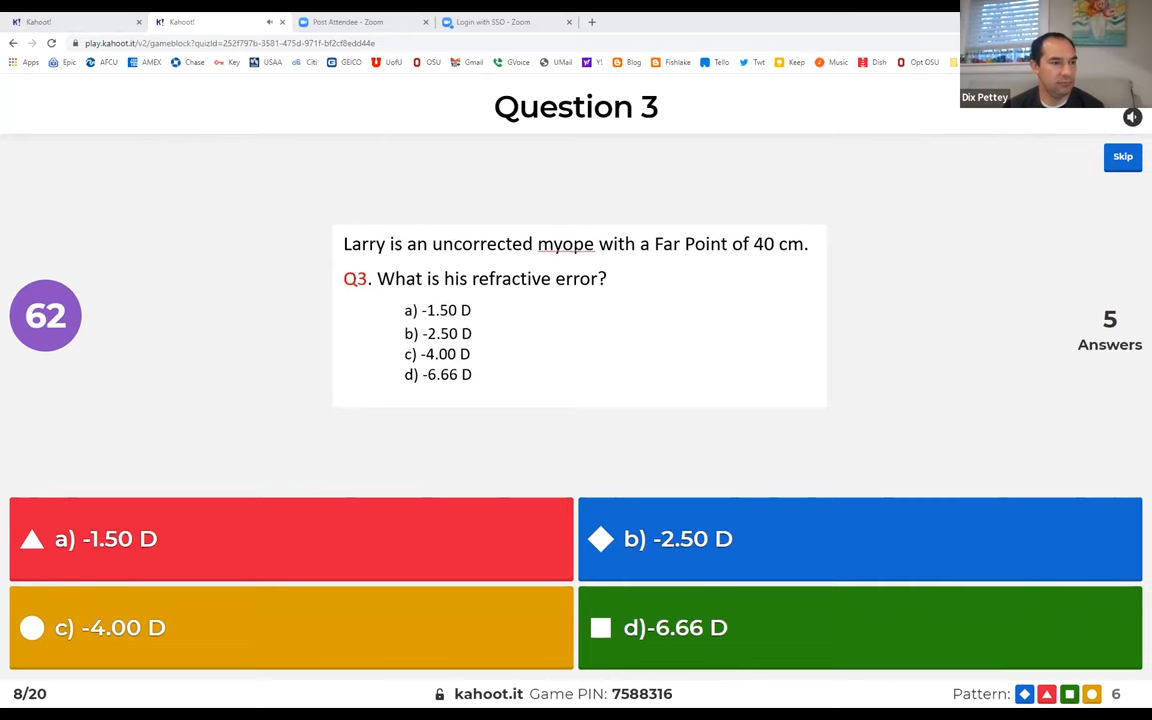 Kahoot!
Kahoot!
Post Attendee - Zoom
Login with SSO - Zoom
play.kahoot.it/v2/gameblock?quizId=252f797b-3581-475d-971f-bf2cf8edd44e
Apps Epic AFCU AMEX Chase Key USAA Citi GEICO UofU OSU Gmail GVoice UMail Y! Blog Fishlake Tello Twt Keep Music Dish Opt OSU
Dix Pettey
Question 3
Skip
Larry is an uncorrected myope with a Far Point of 40 cm.
Q3. What is his refractive error?
a) -1.50 D
b) -2.50 D
c) -4.00 D
d) -6.66 D
62
5
Answers
a) -1.50 D
b) -2.50 D
c) -4.00 D
d)-6.66 D
8/20
kahoot.it Game PIN: 7588316
Pattern: 6